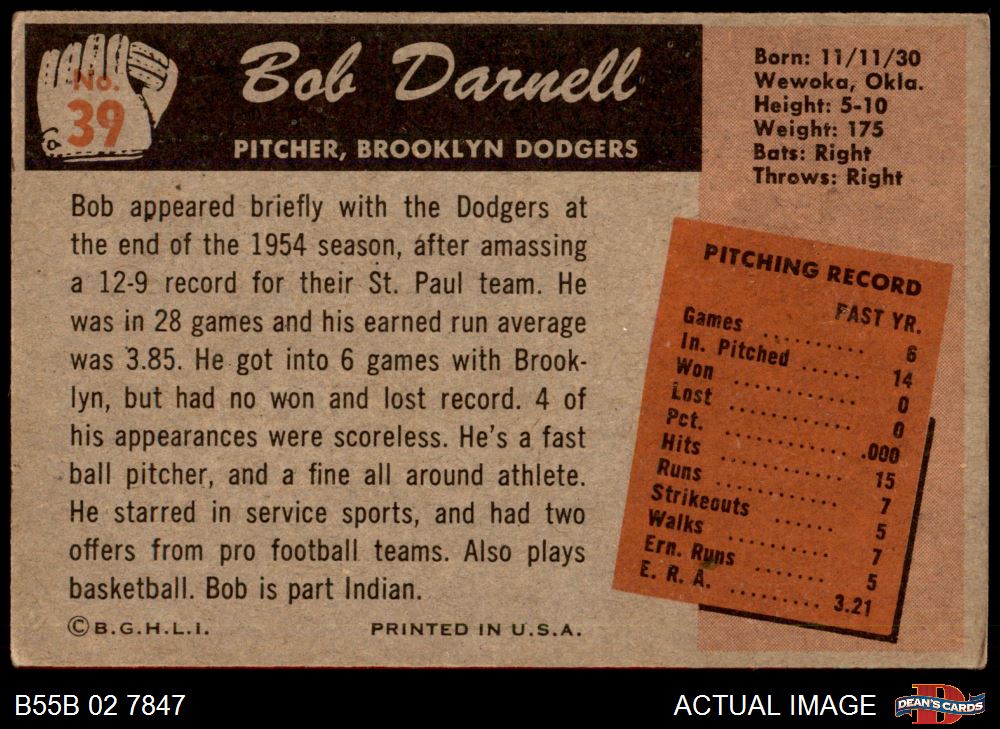 No.
39
Bob Darnell
PITCHER, BROOKLYN DODGERS
Born: 11/11/30
Wewoka, Okla.
Height: 5-10
Weight: 175
Bats: Right
Throws: Right
Bob appeared briefly with the Dodgers at
the end of the 1954 season, after amassing
a 12-9 record for their St. Paul team. He
was in 28 games and his earned run average
was 3.85. He got into 6 games with Brook-
lyn, but had no won and lost record. 4 of
his appearances were scoreless. He's a fast
ball pitcher, and a fine all around athlete.
He starred in service sports, and had two
offers from pro football teams. Also plays
basketball. Bob is part Indian.
PITCHING RECORD
PAST YR.
Games .......... 6
In. Pitched ...... 14
Won .......... 0
Lost .......... 0
Pct. .......... .000
Hits .......... 15
Runs .......... 7
Strikeouts ...... 5
Walks .......... 7
Ern. Runs ....... 5
E. R. A. ......... 3.21
© B.G.H.L.I. PRINTED IN U.S.A.
B55B 02 7847
ACTUAL IMAGE
D
DEAN'S CARDS